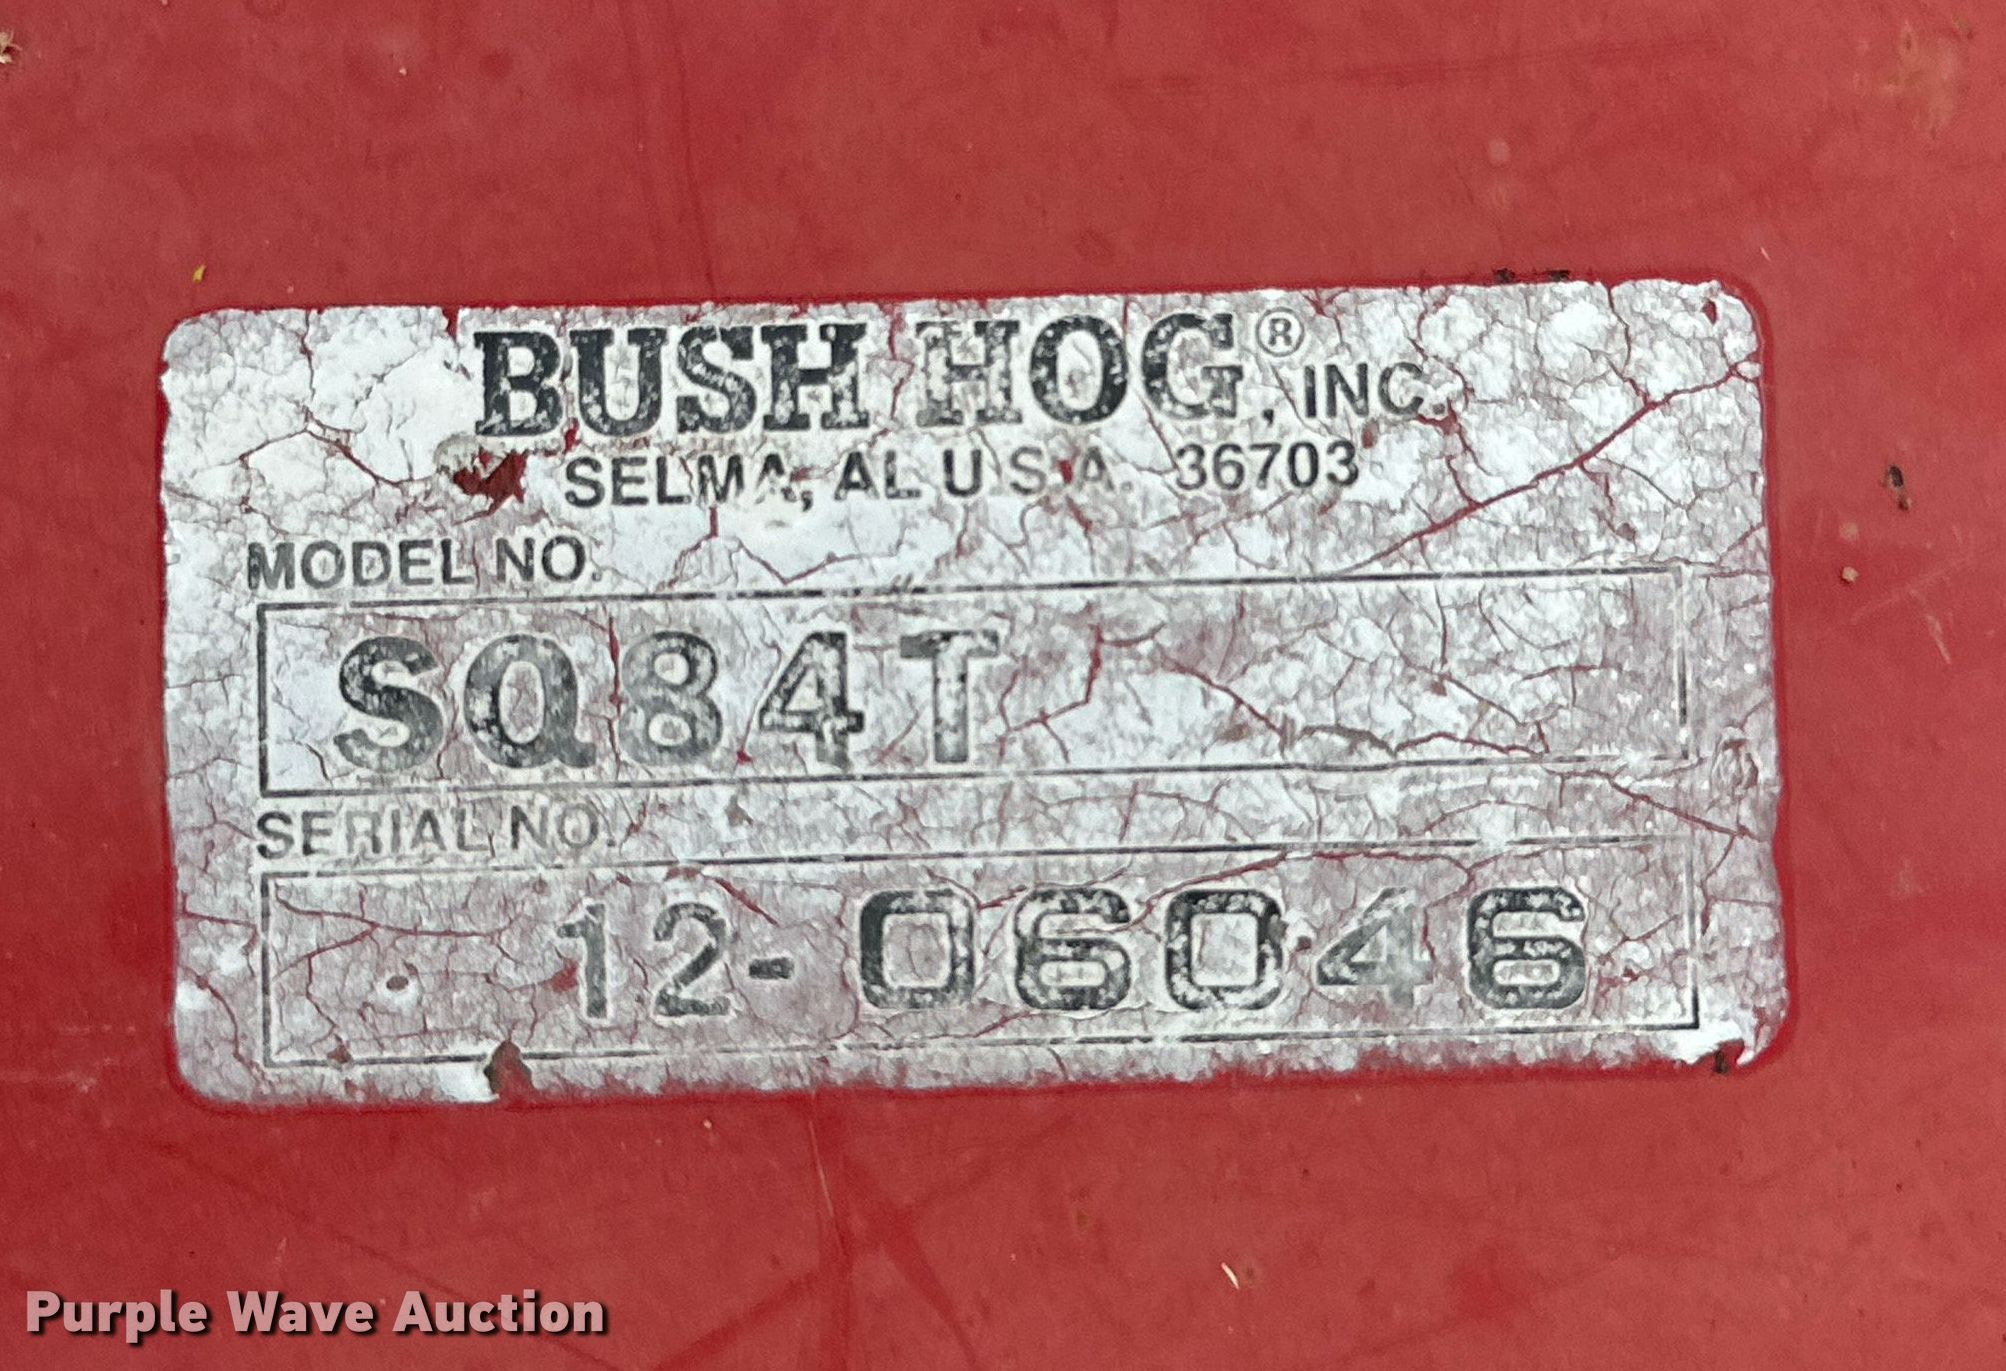 BUSH HOG®, INC.
SELMA, AL U.S.A. 36703
MODEL NO.
SQ84T
SERIAL NO.
12-06046
Purple Wave Auction